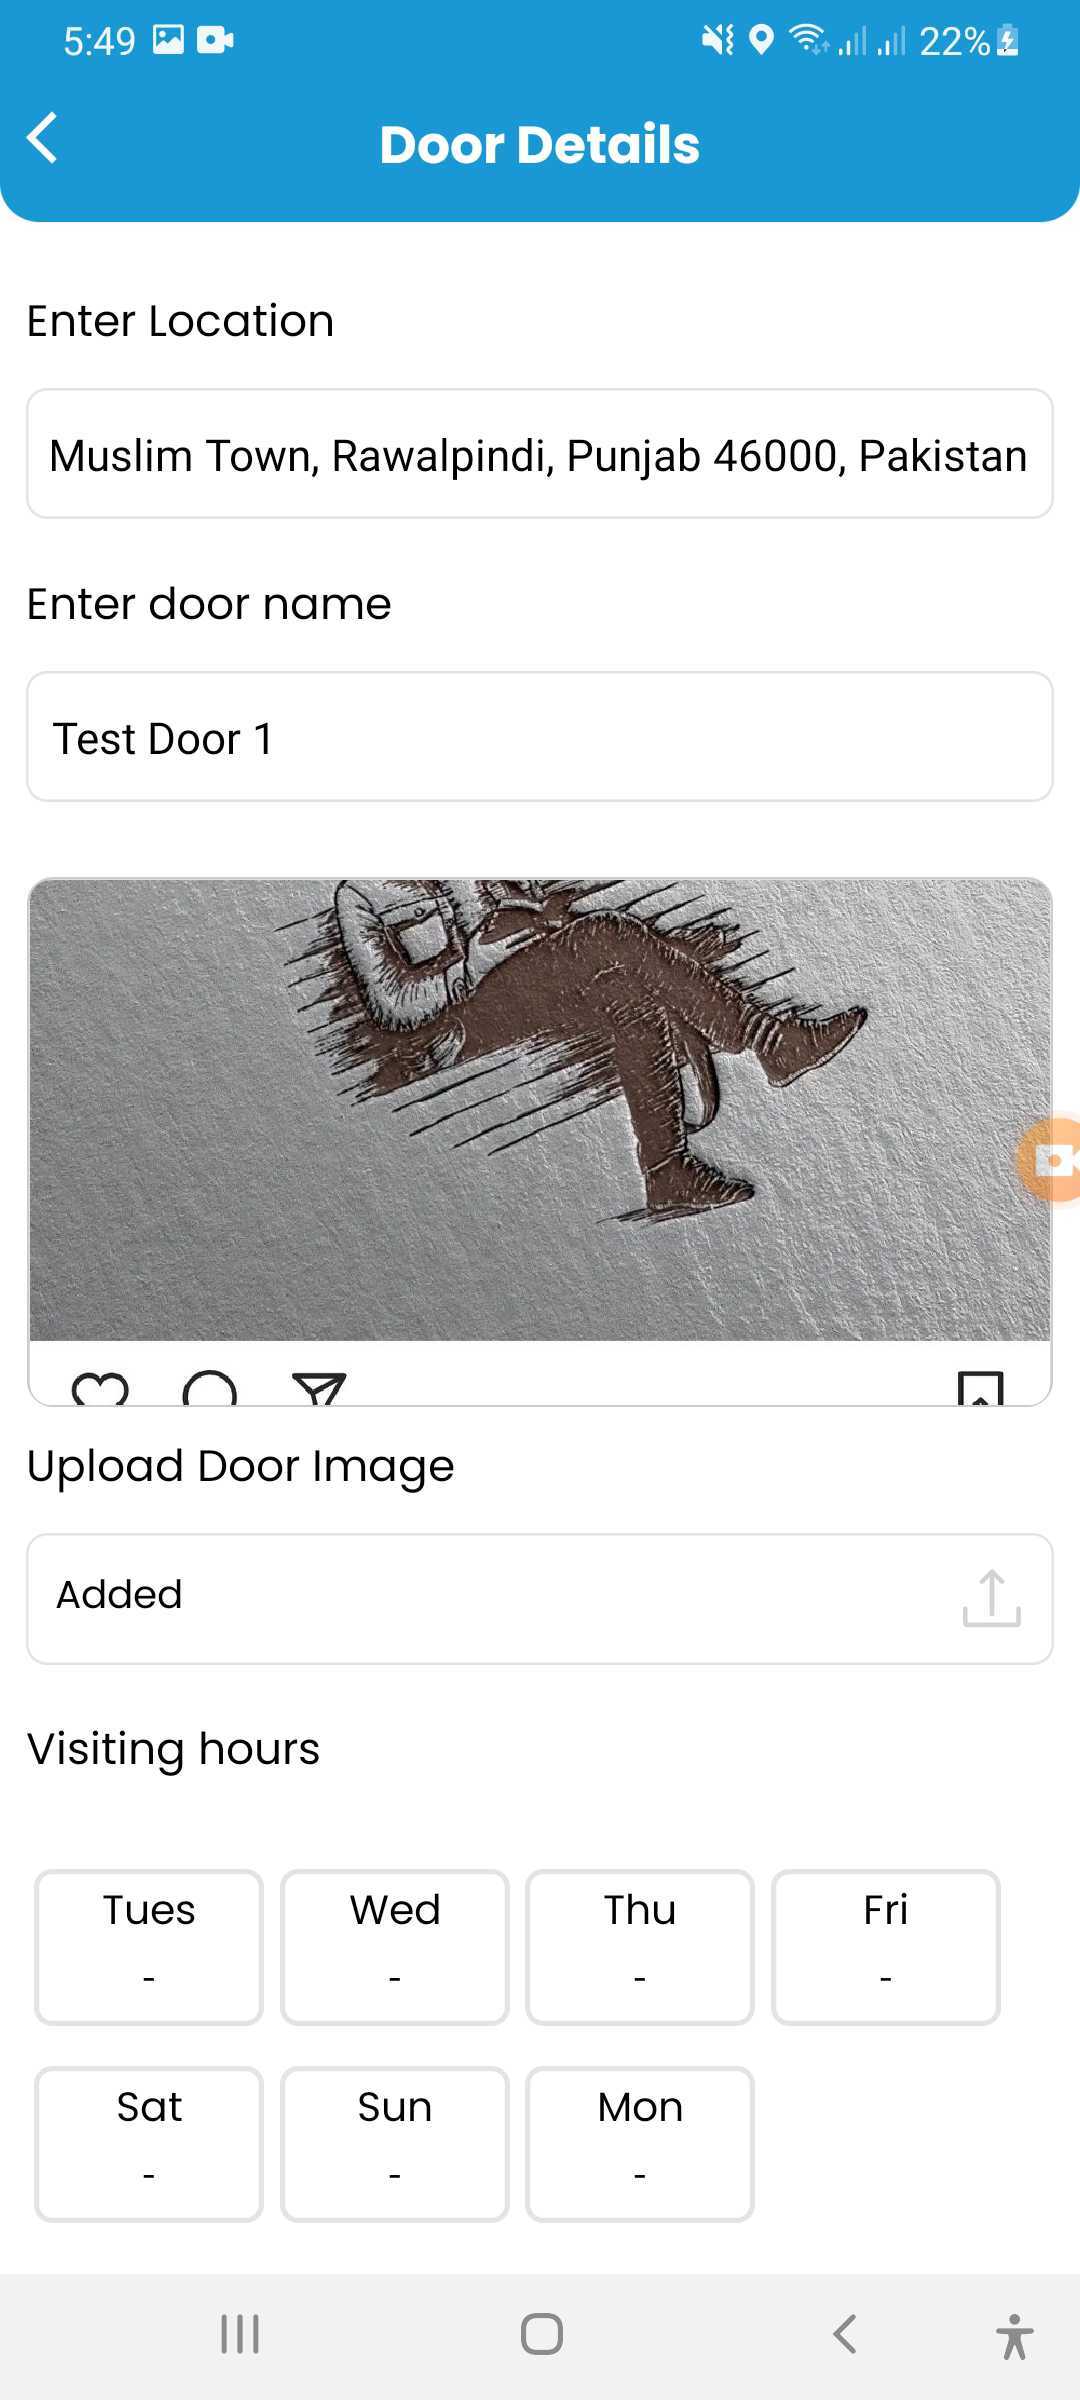 5:49 22%
Door Details
Enter Location
Muslim Town, Rawalpindi, Punjab 46000, Pakistan
Enter door name
Test Door 1
Upload Door Image
Added
Visiting hours
Tues Wed Thu Fri
- - - -
Sat Sun Mon
- - -